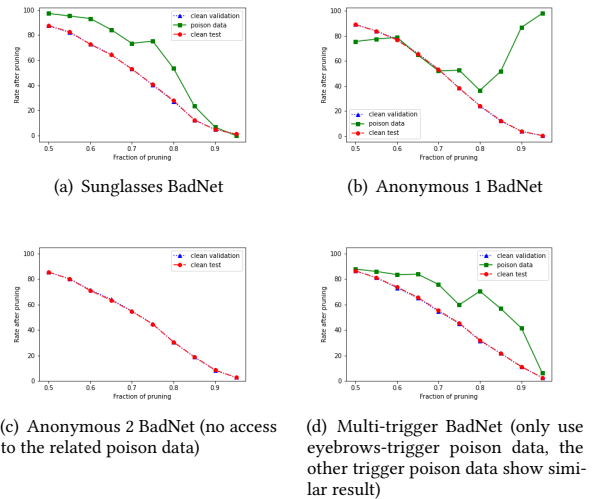 100
80
60
40
20
0
Rate after pruning
clean validation
poison data
clean test
0.5 0.6 0.7 0.8 0.9
Fraction of pruning
(a) Sunglasses BadNet
100
80
60
40
20
0
Rate after pruning
clean validation
poison data
clean test
0.5 0.6 0.7 0.8 0.9
Fraction of pruning
(b) Anonymous 1 BadNet
100
80
60
40
20
0
Rate after pruning
clean validation
clean test
0.5 0.6 0.7 0.8 0.9
Fraction of pruning
(c) Anonymous 2 BadNet (no access
to the related poison data)
100
80
60
40
20
0
Rate after pruning
clean validation
poison data
clean test
0.5 0.6 0.7 0.8 0.9
Fraction of pruning
(d) Multi-trigger BadNet (only use
eyebrows-trigger poison data, the
other trigger poison data show simi-
lar result)